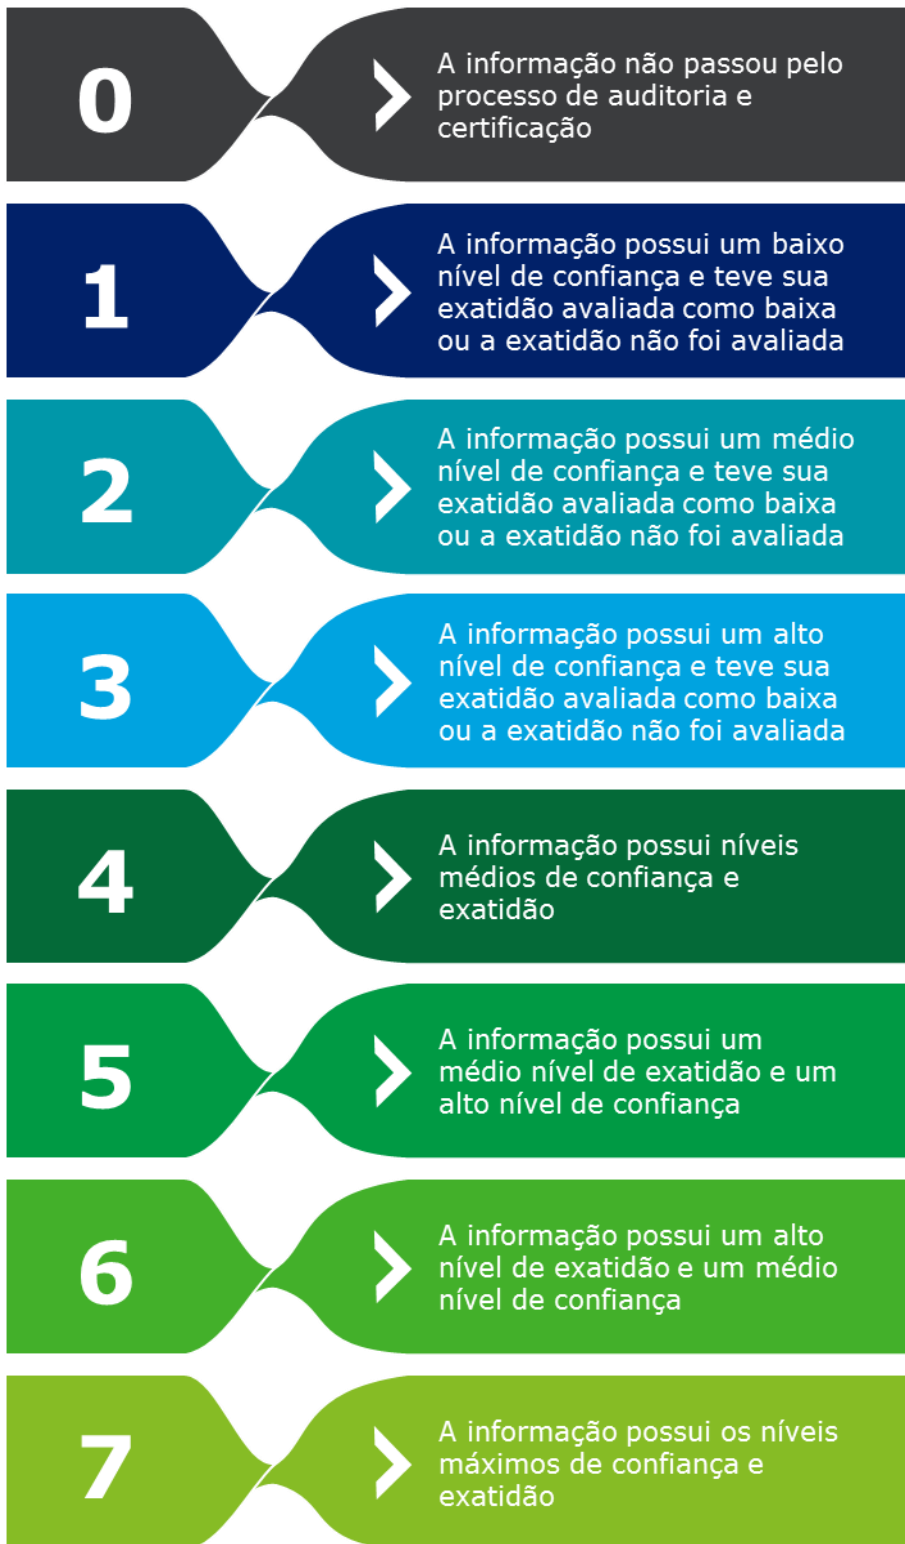 0
A informação não passou pelo
processo de auditoria e
certificação
1
A informação possui um baixo
nível de confiança e teve sua
exatidão avaliada como baixa
ou a exatidão não foi avaliada
2
A informação possui um médio
nível de confiança e teve sua
exatidão avaliada como baixa
ou a exatidão não foi avaliada
3
A informação possui um alto
nível de confiança e teve sua
exatidão avaliada como baixa
ou a exatidão não foi avaliada
4
A informação possui níveis
médios de confiança e
exatidão
5
A informação possui um
médio nível de exatidão e um
alto nível de confiança
6
A informação possui um alto
nível de exatidão e um médio
nível de confiança
7
A informação possui os níveis
máximos de confiança e
exatidão